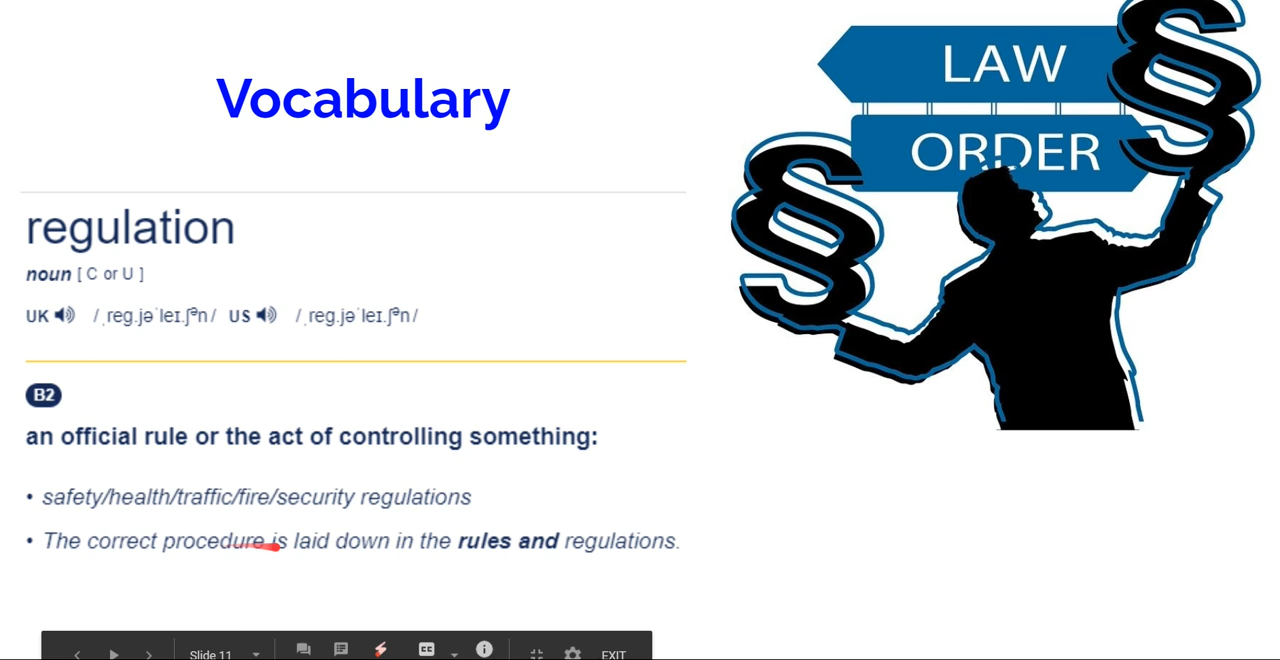 LAW
ORDER
Vocabulary
regulation
noun [ C or U ]
UK /ˌreɡ.jəˈleɪ.ʃᵊn/ US /ˌreɡ.jəˈleɪ.ʃᵊn/
B2
an official rule or the act of controlling something:
• safety/health/traffic/fire/security regulations
• The correct procedure is laid down in the rules and regulations.
Slide 11
CC
EXIT